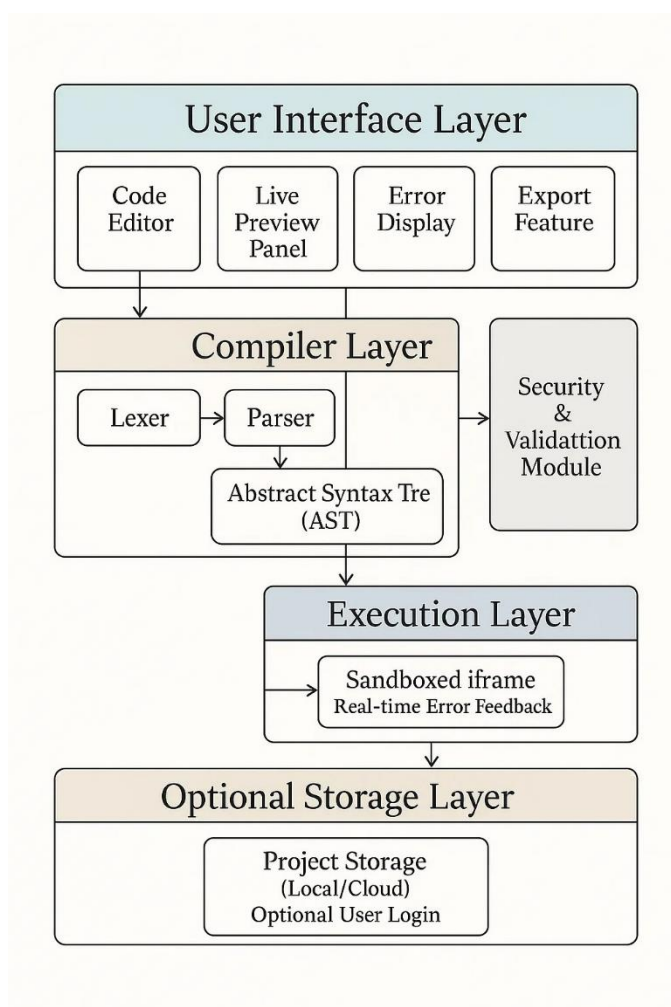 User Interface Layer
Code
Editor
Live
Preview
Panel
Error
Display
Export
Feature
Compiler Layer
Lexer
Parser
Abstract Syntax Tre
(AST)
Security
&
Validattion
Module
Execution Layer
Sandboxed iframe
Real-time Error Feedback
Optional Storage Layer
Project Storage
(Local/Cloud)
Optional User Login